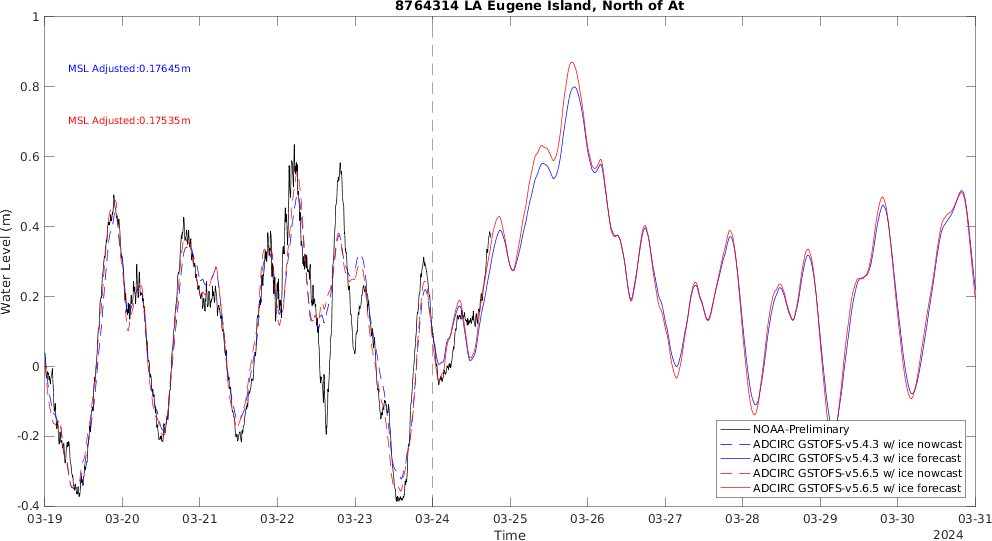 8764314 LA Eugene Island, North of At
MSL Adjusted:0.17645m
MSL Adjusted:0.17535m
Water Level (m)
1
0.8
0.6
0.4
0.2
0
-0.2
-0.4
03-19 03-20 03-21 03-22 03-23 03-24 03-25 03-26 03-27 03-28 03-29 03-30 03-31
Time
2024
NOAA-Preliminary
ADCIRC GSTOFS-v5.4.3 w/ ice nowcast
ADCIRC GSTOFS-v5.4.3 w/ ice forecast
ADCIRC GSTOFS-v5.6.5 w/ ice nowcast
ADCIRC GSTOFS-v5.6.5 w/ ice forecast